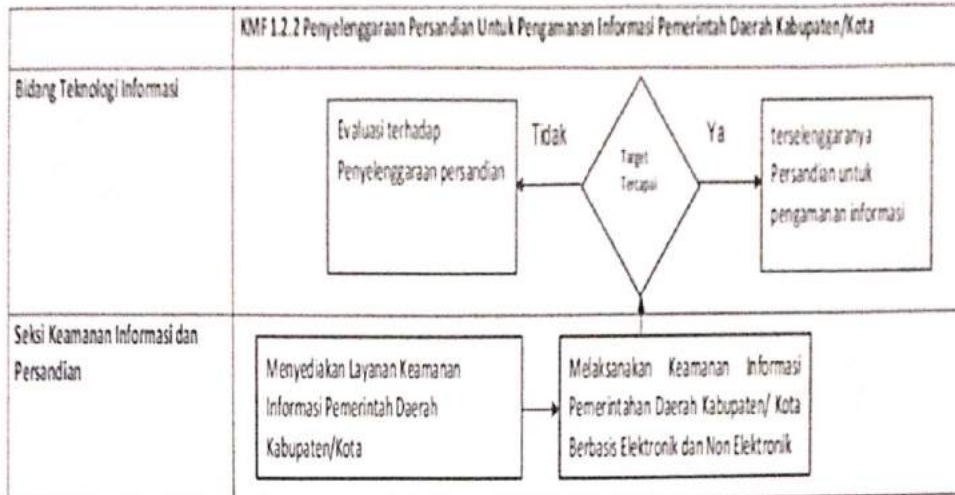 KMF 1.2.2 Penyelenggaraan Persandian Untuk Pengamanan Informasi Pemerintah Daerah Kabupaten/Kota
Bidang Teknologi Informasi
Evaluasi terhadap
Penyelenggaraan persandian
Tidak
Target
Tercapai
Ya
terselenggaranya
Persandian untuk
pengamanan informasi
Seksi Keamanan Informasi dan
Persandian
Menyediakan Layanan Keamanan
Informasi Pemerintah Daerah
Kabupaten/Kota
Melaksanakan Keamanan Informasi
Pemerintahan Daerah Kabupaten/ Kota
Berbasis Elektronik dan Non Elektronik